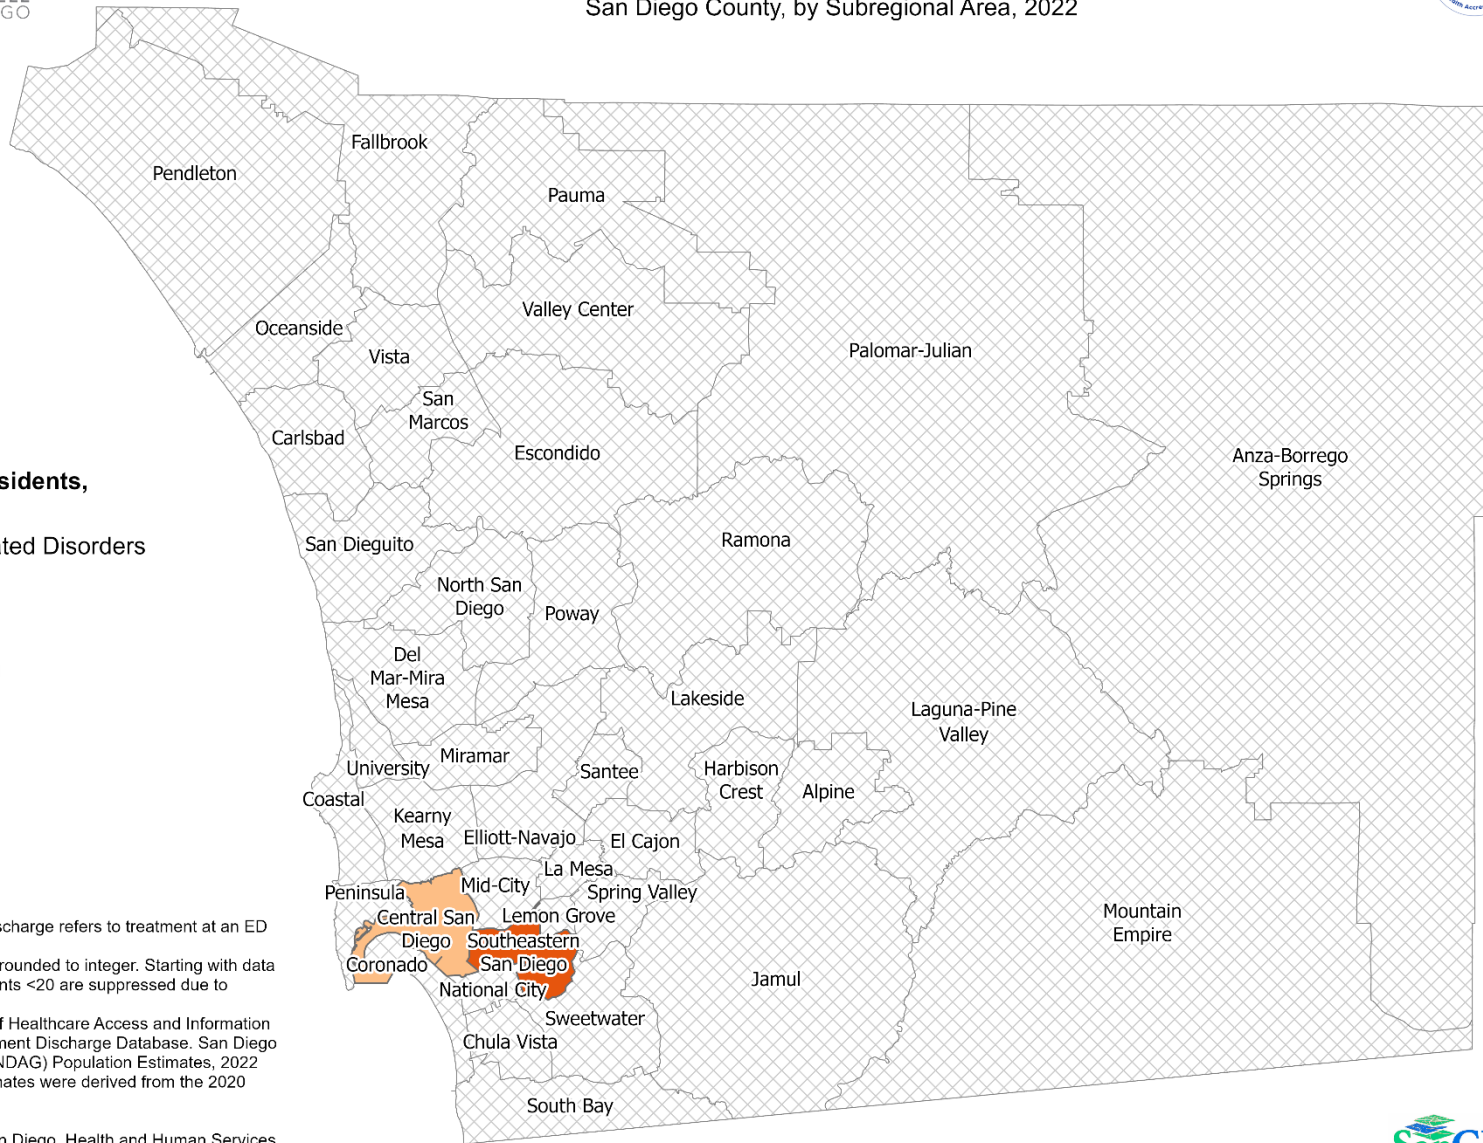 GO
San Diego County, by Subregional Area, 2022
Fallbrook
Pendleton
Pauma
Valley Center
Oceanside
Vista
Palomar-Julian
San
Marcos
Carlsbad
Escondido
Anza-Borrego
Springs
sidents,
ated Disorders
San Dieguito
Ramona
North San
Diego
Poway
Del
Mar-Mira
Mesa
Lakeside
Laguna-Pine
Valley
Miramar
University
Santee
Harbison
Crest
Alpine
Coastal
Kearny
Mesa
Elliott-Navajo
El Cajon
La Mesa
Mid-City
Peninsula
Spring Valley
Central San
Diego
Lemon Grove
Mountain
Empire
scharge refers to treatment at an ED
Southeastern
San Diego
Coronado
rounded to integer. Starting with data
nts <20 are suppressed due to
Jamul
National City
Sweetwater
f Healthcare Access and Information
ment Discharge Database. San Diego
NDAG) Population Estimates, 2022
mates were derived from the 2020
Chula Vista
South Bay
n Diego, Health and Human Services